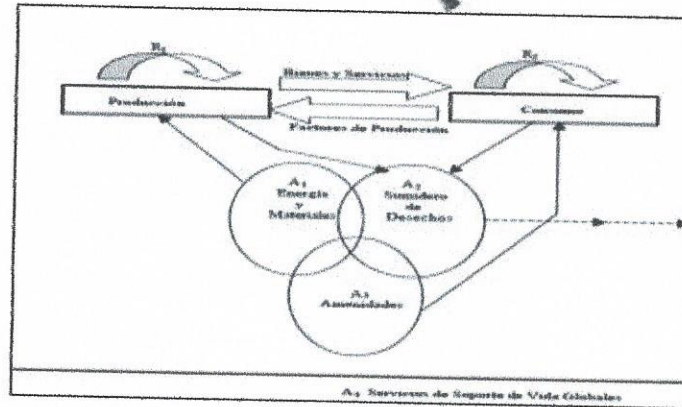 R₁
R₂
Bienes y Servicios
Producción
Consumo
Factores de Producción
A₁
Energía
y
Materiales
A₂
Sumidero
de
Desechos
A₃
Amenidades
A₄ Servicios de Soporte de Vida Globales